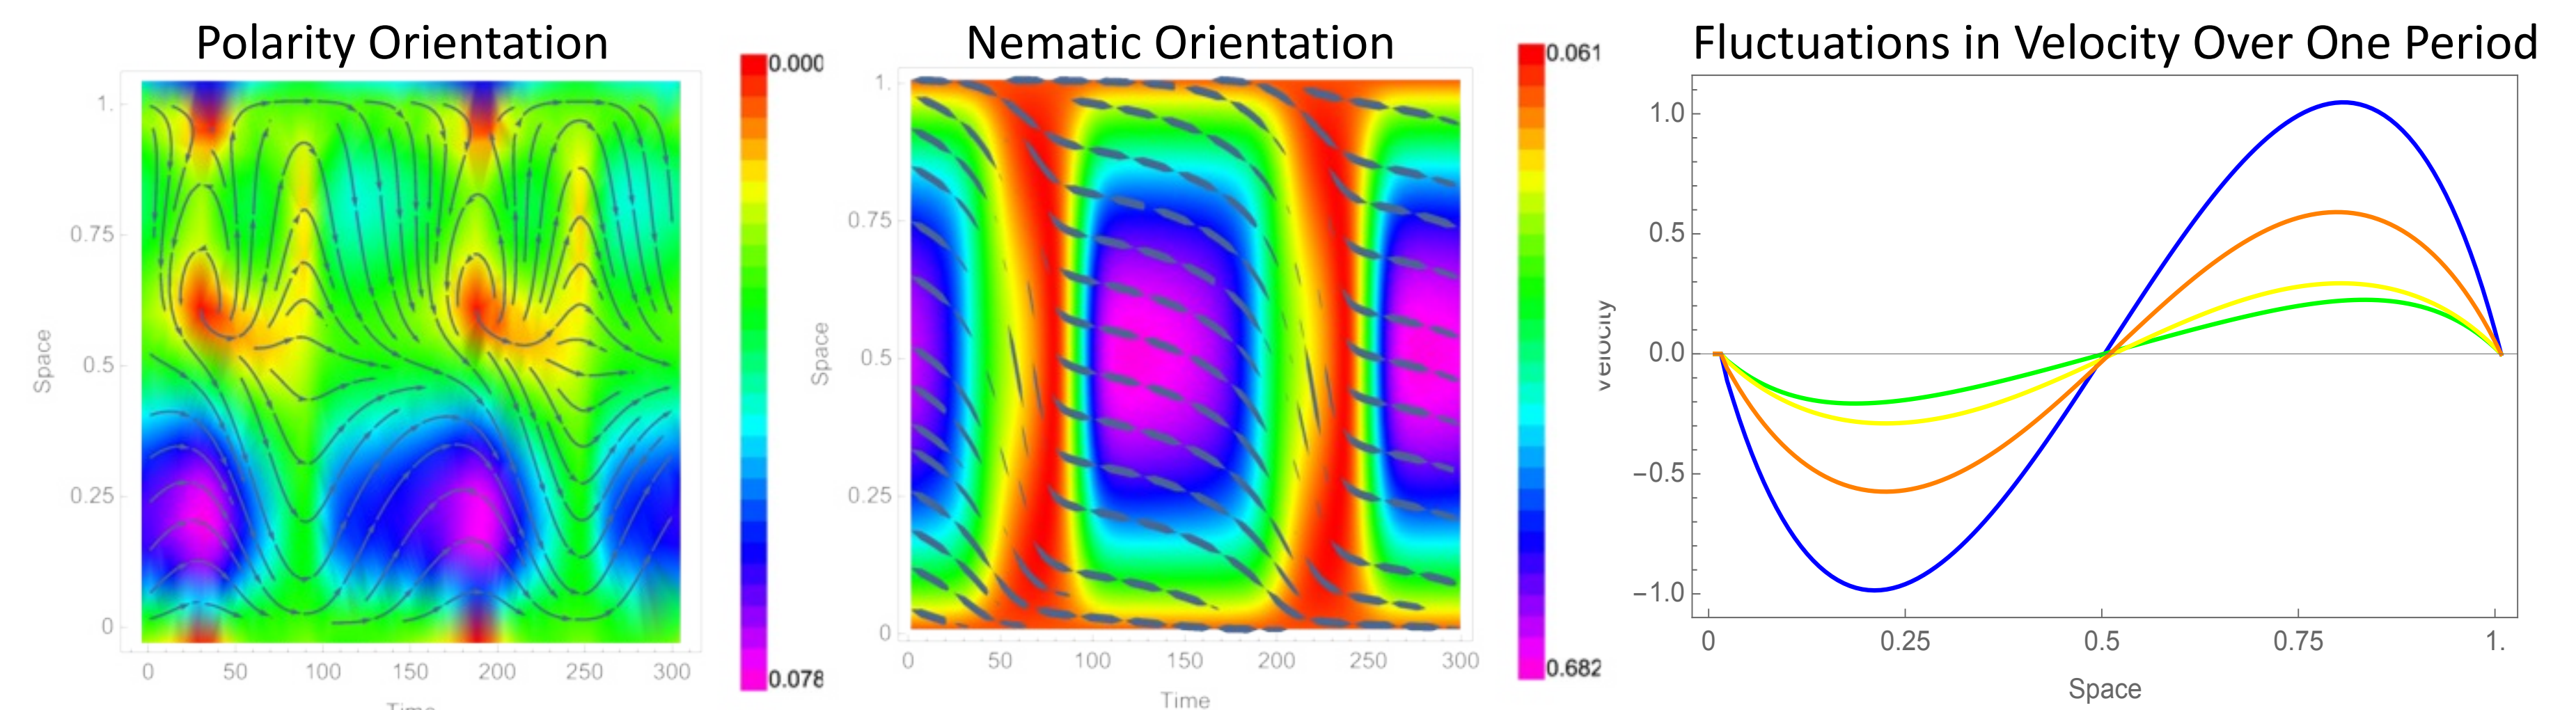 Polarity Orientation
0.000
1.
0.75
0.5
0.25
0
Space
0 50 100 150 200 250 300
Time
0.078
Nematic Orientation
0.061
1.
0.75
0.5
0.25
0
Space
0 50 100 150 200 250 300
Time
0.682
Fluctuations in Velocity Over One Period
1.0
0.5
0.0
−0.5
−1.0
Velocity
0 0.25 0.5 0.75 1.
Space